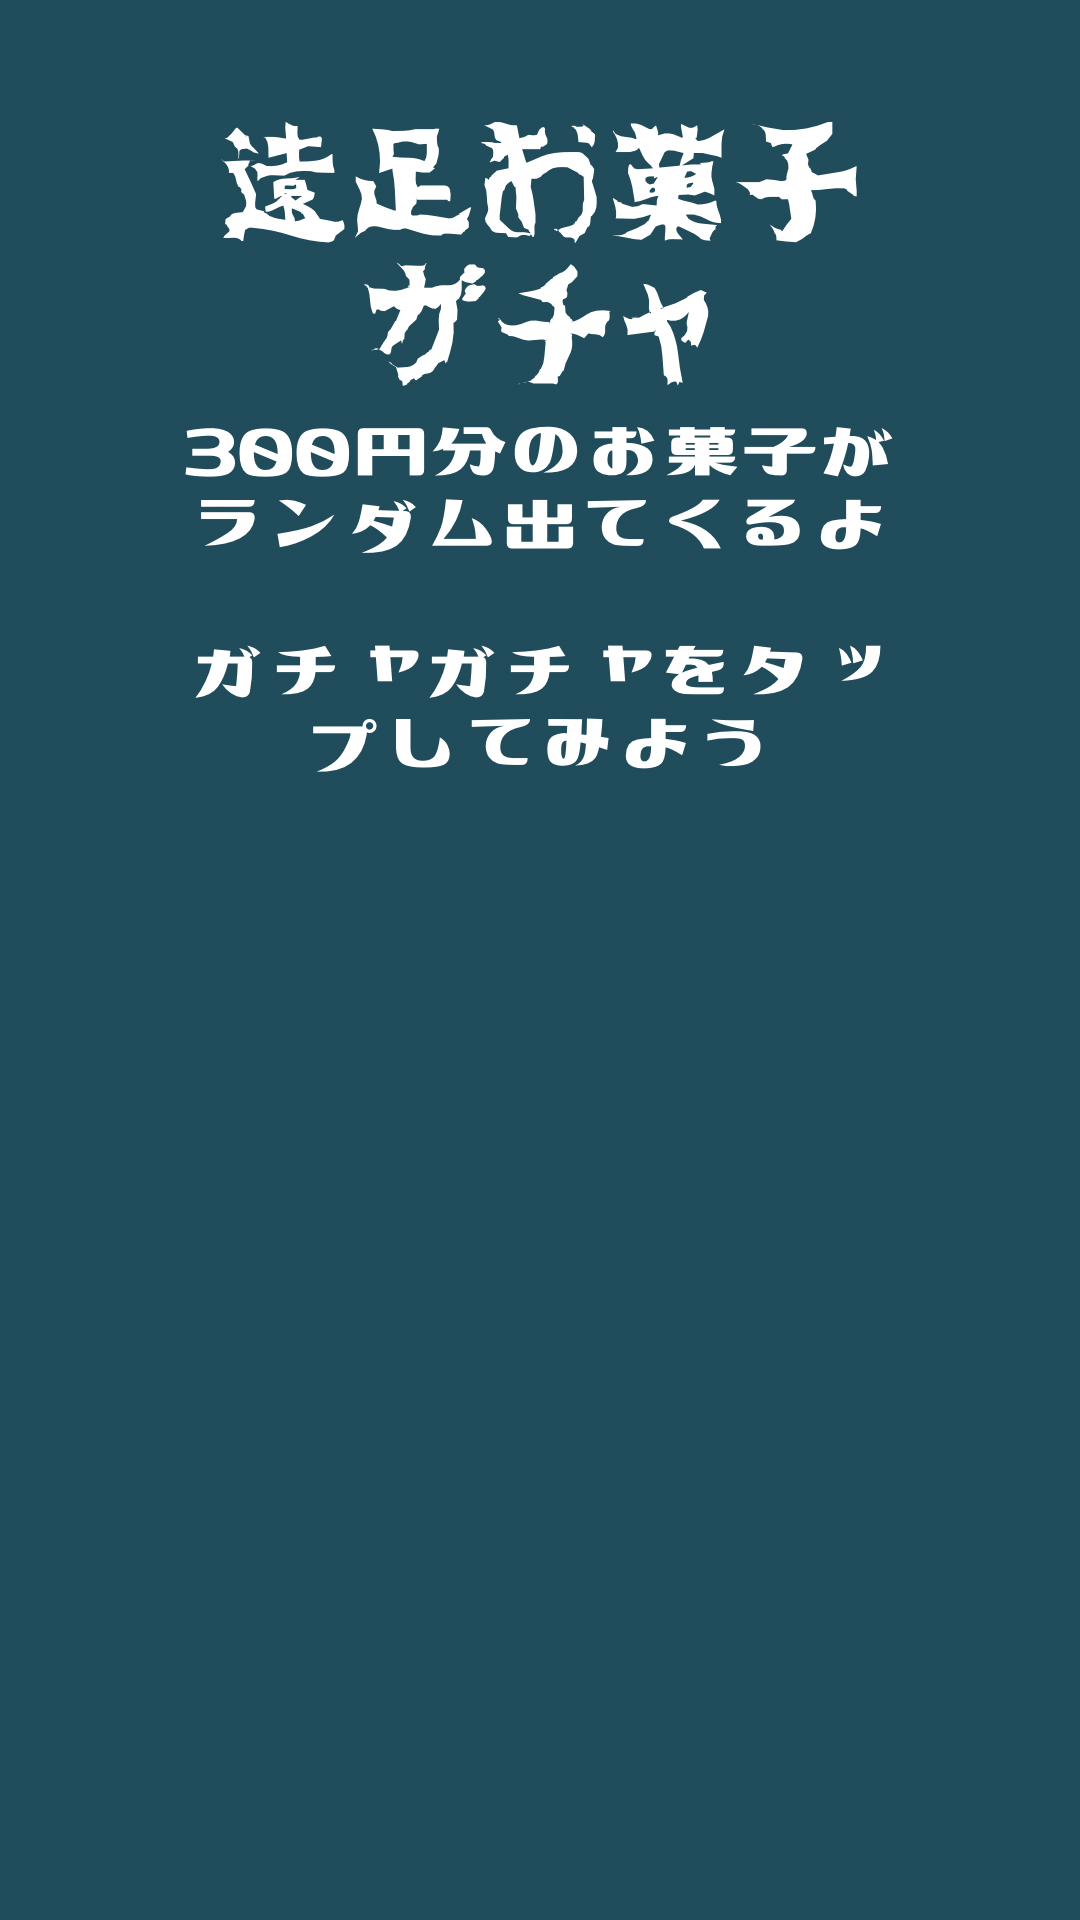 遠足お菓子
ガチャ
300円分のお菓子が
ランダム出てくるよ
ガチャガチャをタッ
プしてみよう